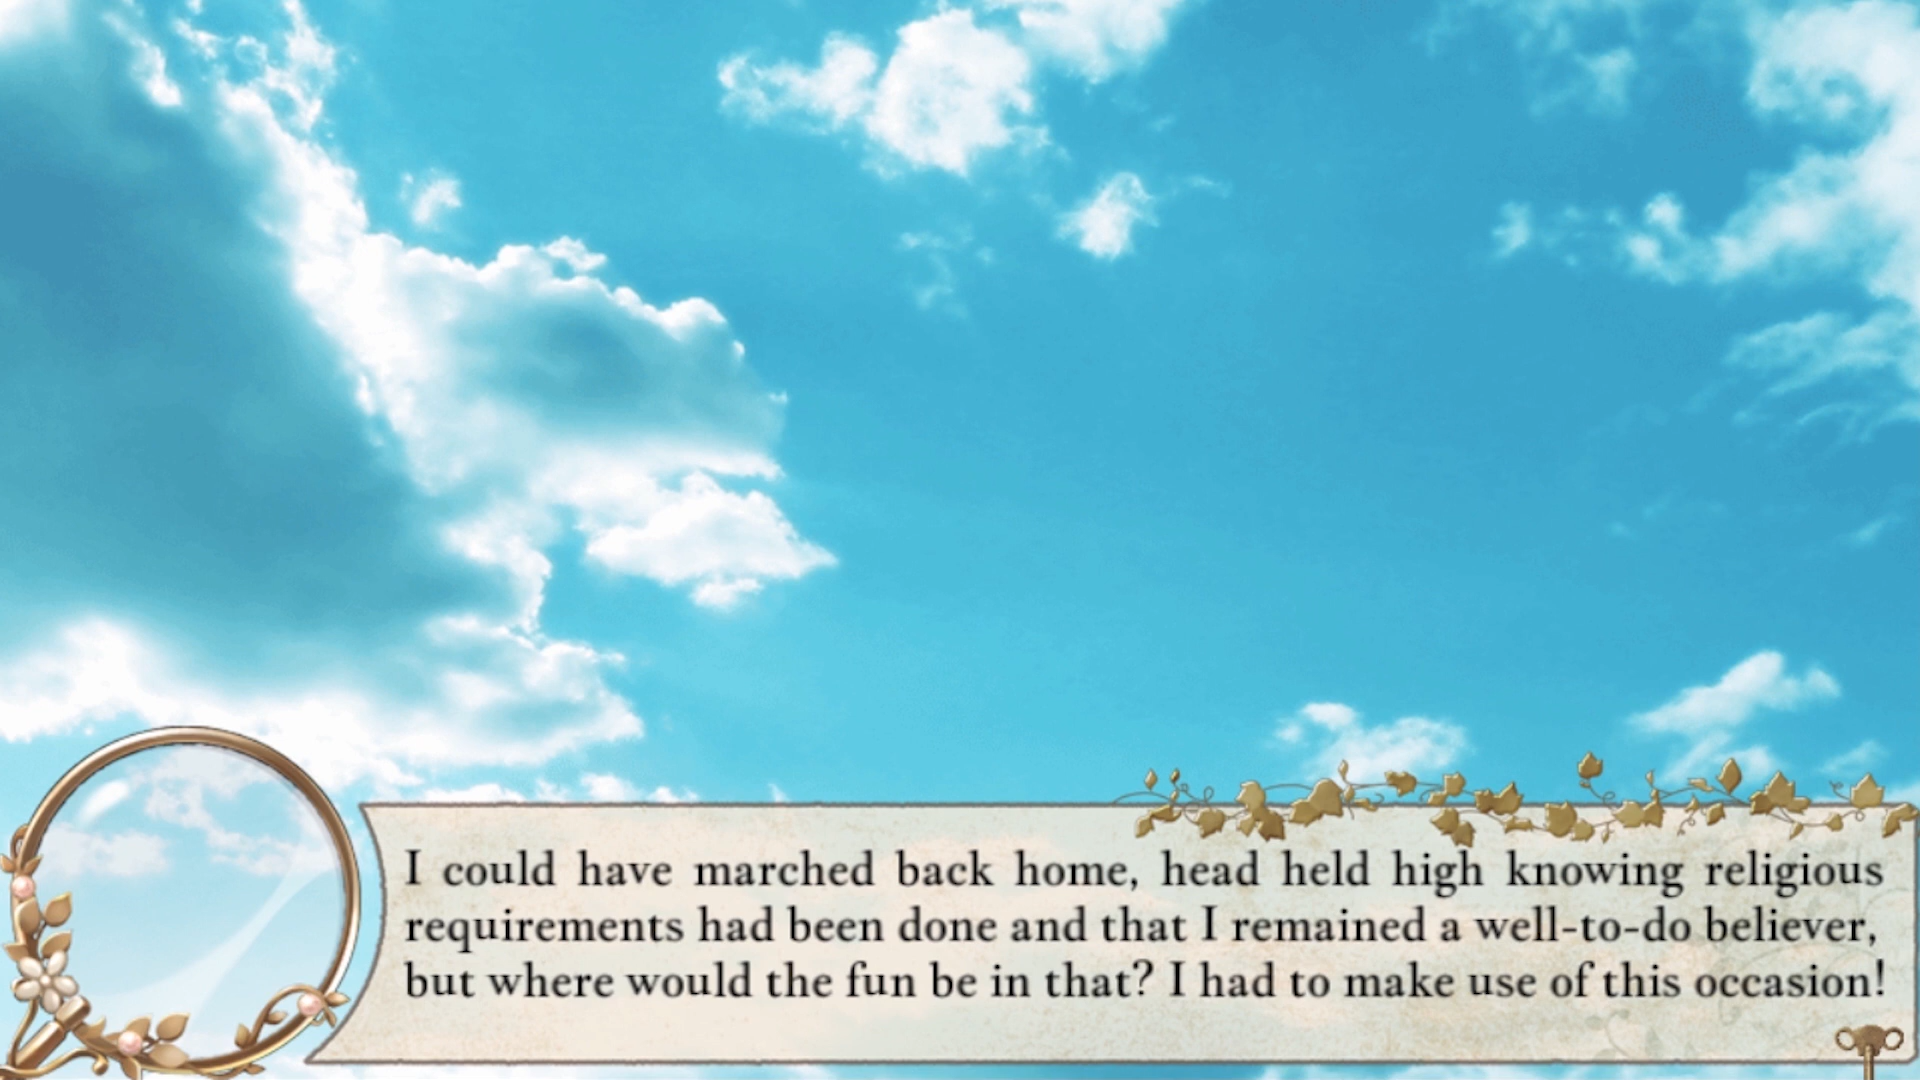 I could have marched back home, head held high knowing religious
requirements had been done and that I remained a well-to-do believer,
but where would the fun be in that? I had to make use of this occasion!